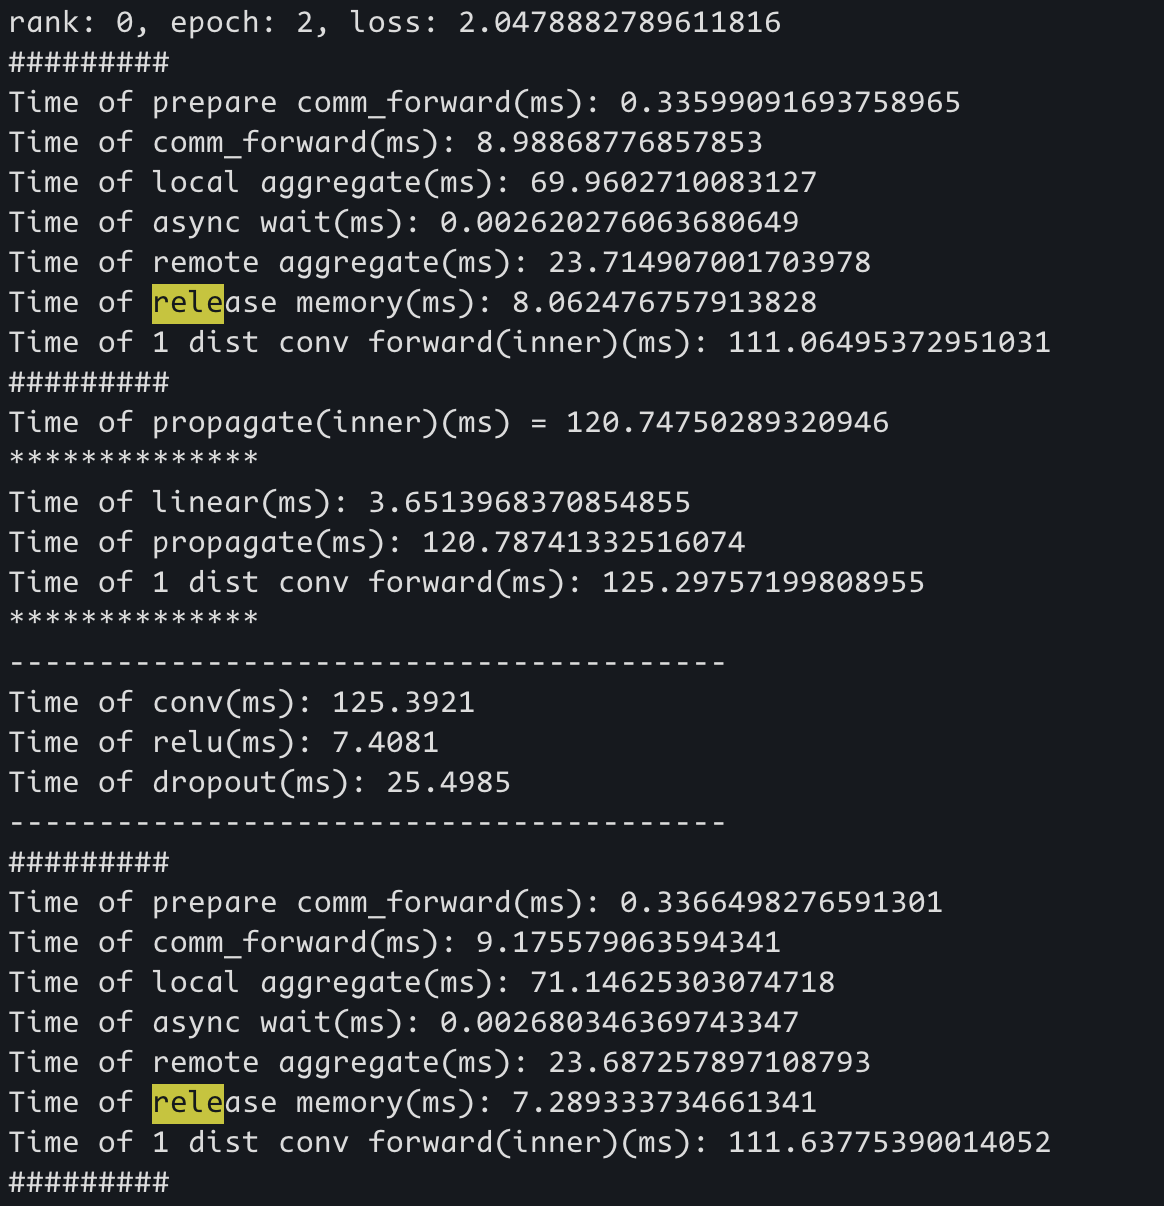 rank: 0, epoch: 2, loss: 2.0478882789611816
#########
Time of prepare comm_forward(ms): 0.33599091693758965
Time of comm_forward(ms): 8.98868776857853
Time of local aggregate(ms): 69.9602710083127
Time of async wait(ms): 0.002620276063680649
Time of remote aggregate(ms): 23.714907001703978
Time of release memory(ms): 8.062476757913828
Time of 1 dist conv forward(inner)(ms): 111.06495372951031
#########
Time of propagate(inner)(ms) = 120.74750289320946
**************
Time of linear(ms): 3.6513968370854855
Time of propagate(ms): 120.78741332516074
Time of 1 dist conv forward(ms): 125.29757199808955
**************
----------------------------------------
Time of conv(ms): 125.3921
Time of relu(ms): 7.4081
Time of dropout(ms): 25.4985
----------------------------------------
#########
Time of prepare comm_forward(ms): 0.3366498276591301
Time of comm_forward(ms): 9.175579063594341
Time of local aggregate(ms): 71.14625303074718
Time of async wait(ms): 0.002680346369743347
Time of remote aggregate(ms): 23.687257897108793
Time of release memory(ms): 7.289333734661341
Time of 1 dist conv forward(inner)(ms): 111.63775390014052
#########